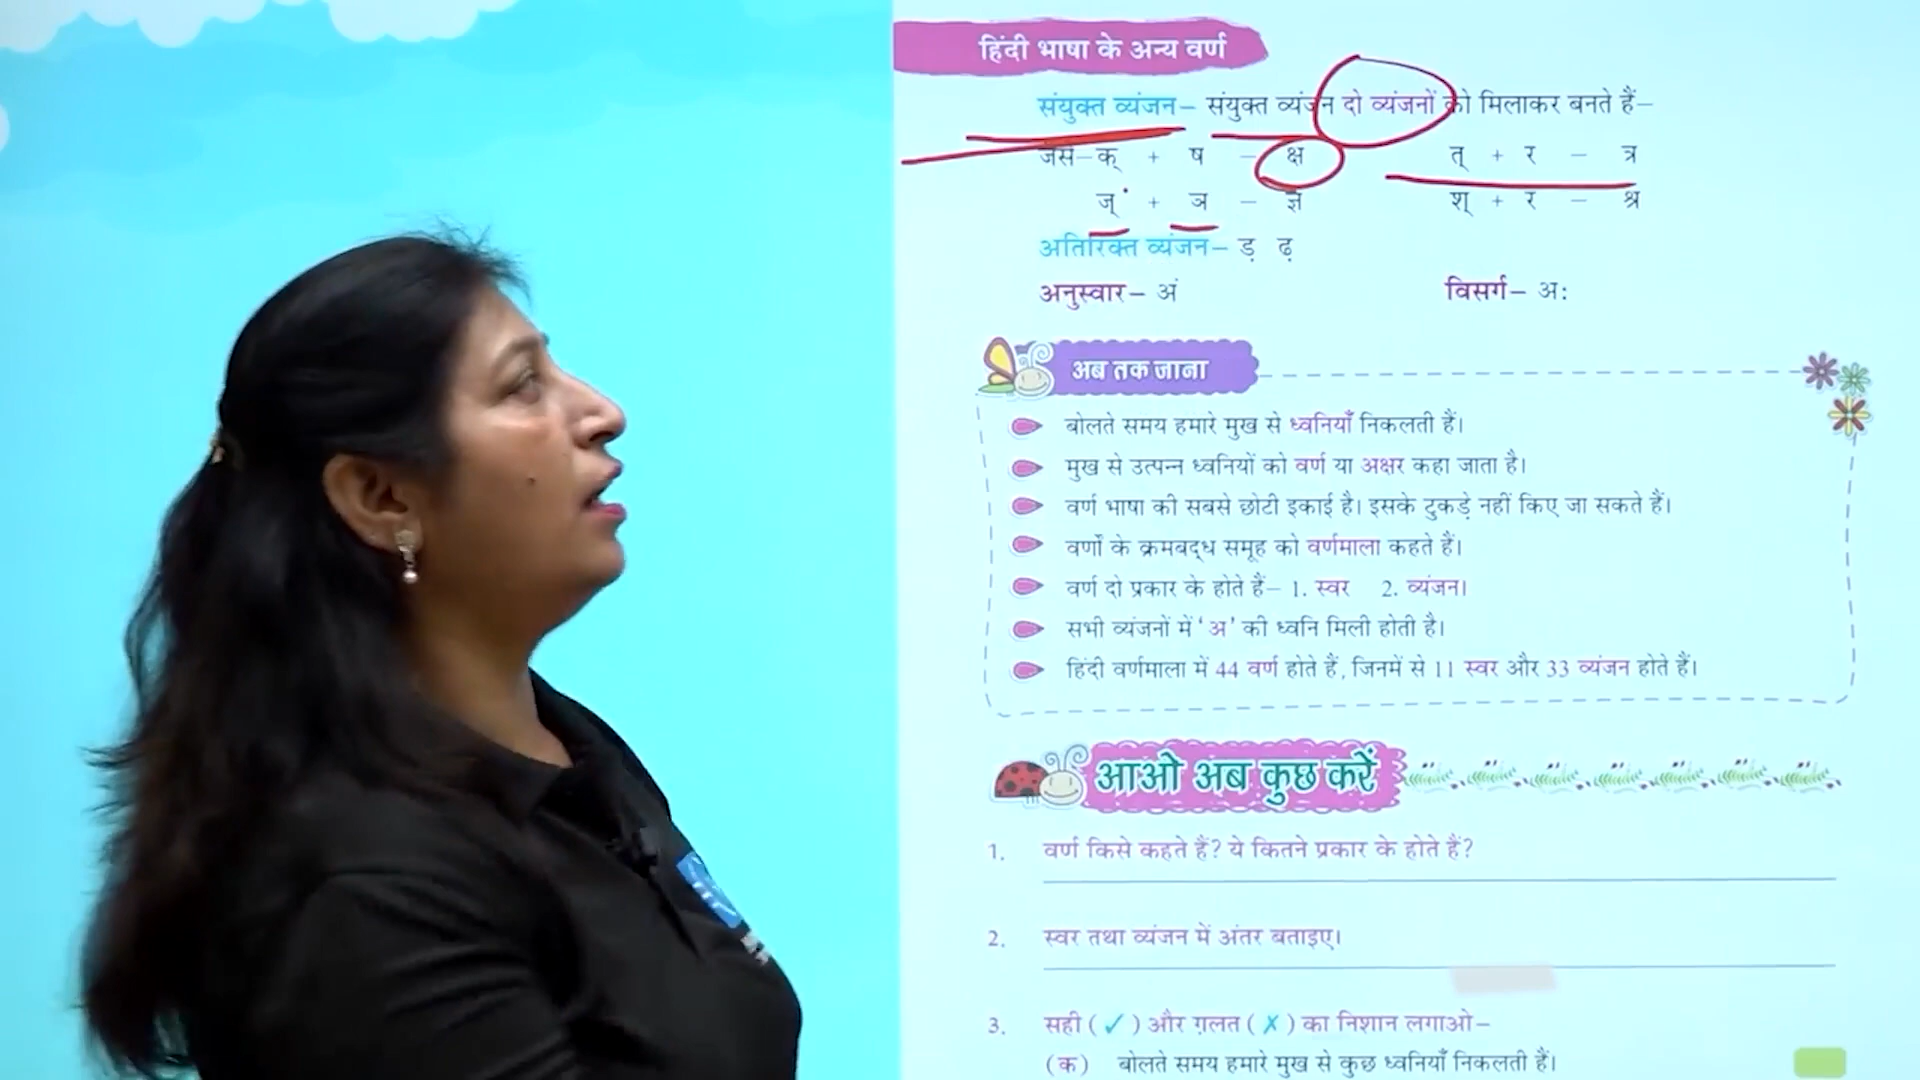 हिंदी भाषा के अन्य वर्ण
संयुक्त व्यंजन– संयुक्त व्यंजन दो व्यंजनों को मिलाकर बनते हैं–
जैसे– क् + ष – क्ष त् + र – त्र
ज् + ञ – ज्ञ श् + र – श्र
अतिरिक्त व्यंजन– ड़ ढ़
अनुस्वार– अं विसर्ग– अः
अब तक जाना
बोलते समय हमारे मुख से ध्वनियाँ निकलती हैं।
मुख से उत्पन्न ध्वनियों को वर्ण या अक्षर कहा जाता है।
वर्ण भाषा की सबसे छोटी इकाई है। इसके टुकड़े नहीं किए जा सकते हैं।
वर्णों के क्रमबद्ध समूह को वर्णमाला कहते हैं।
वर्ण दो प्रकार के होते हैं– 1. स्वर 2. व्यंजन।
सभी व्यंजनों में ‘अ’ की ध्वनि मिली होती है।
हिंदी वर्णमाला में 44 वर्ण होते हैं, जिनमें से 11 स्वर और 33 व्यंजन होते हैं।
आओ अब कुछ करें
1. वर्ण किसे कहते हैं? ये कितने प्रकार के होते हैं?
2. स्वर तथा व्यंजन में अंतर बताइए।
3. सही (✓) और ग़लत (✗) का निशान लगाओ–
(क) बोलते समय हमारे मुख से कुछ ध्वनियाँ निकलती हैं।